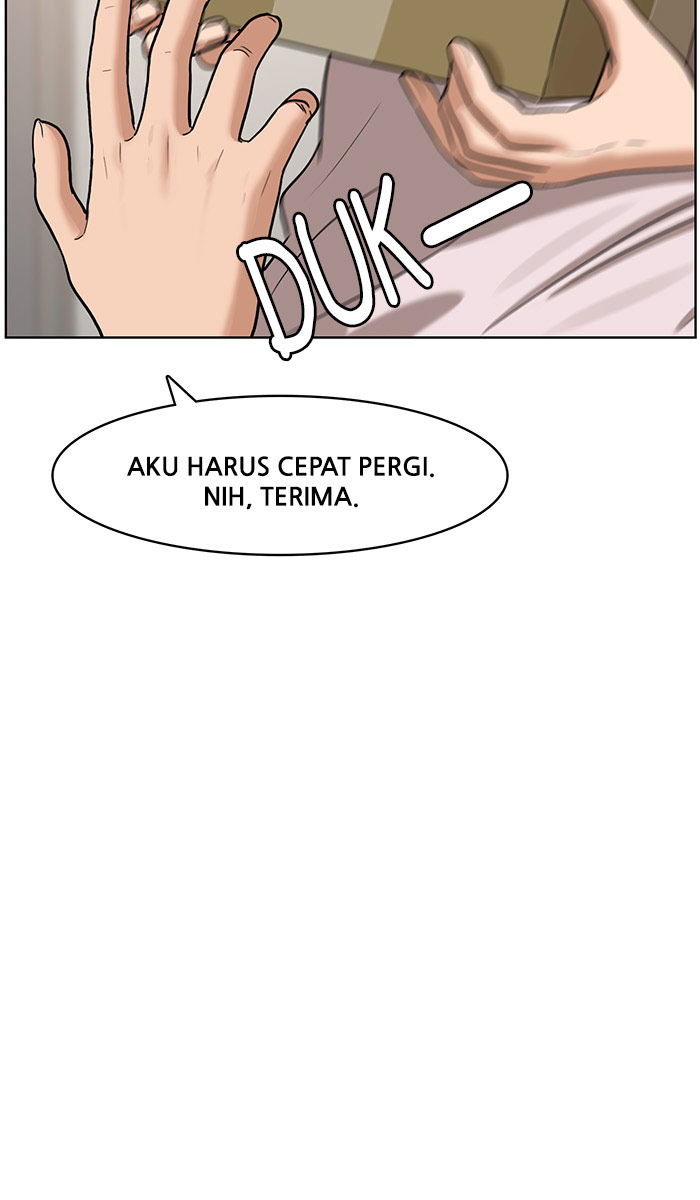 DUK—
AKU HARUS CEPAT PERGI.
NIH, TERIMA.